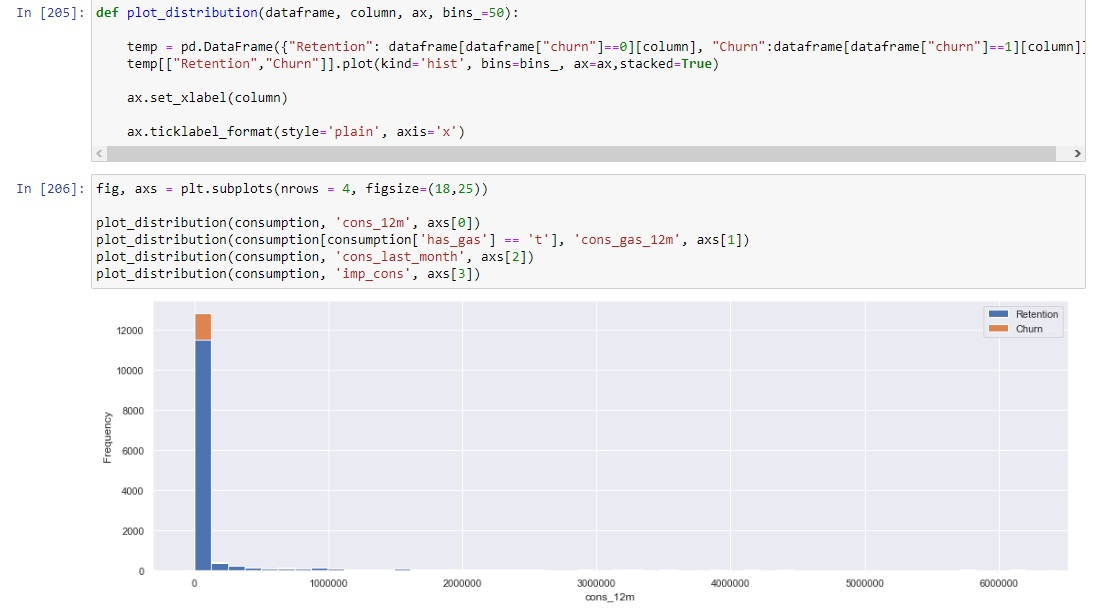 In [205]: def plot_distribution(dataframe, column, ax, bins_=50):
temp = pd.DataFrame({"Retention": dataframe[dataframe["churn"]==0][column], "Churn":dataframe[dataframe["churn"]==1][column]
temp[["Retention","Churn"]].plot(kind='hist', bins=bins_, ax=ax,stacked=True)
ax.set_xlabel(column)
ax.ticklabel_format(style='plain', axis='x')
In [206]: fig, axs = plt.subplots(nrows = 4, figsize=(18,25))
plot_distribution(consumption, 'cons_12m', axs[0])
plot_distribution(consumption[consumption['has_gas'] == 't'], 'cons_gas_12m', axs[1])
plot_distribution(consumption, 'cons_last_month', axs[2])
plot_distribution(consumption, 'imp_cons', axs[3])
Retention
Churn
12000
10000
8000
6000
4000
2000
0
Frequency
0 1000000 2000000 3000000 4000000 5000000 6000000
cons_12m